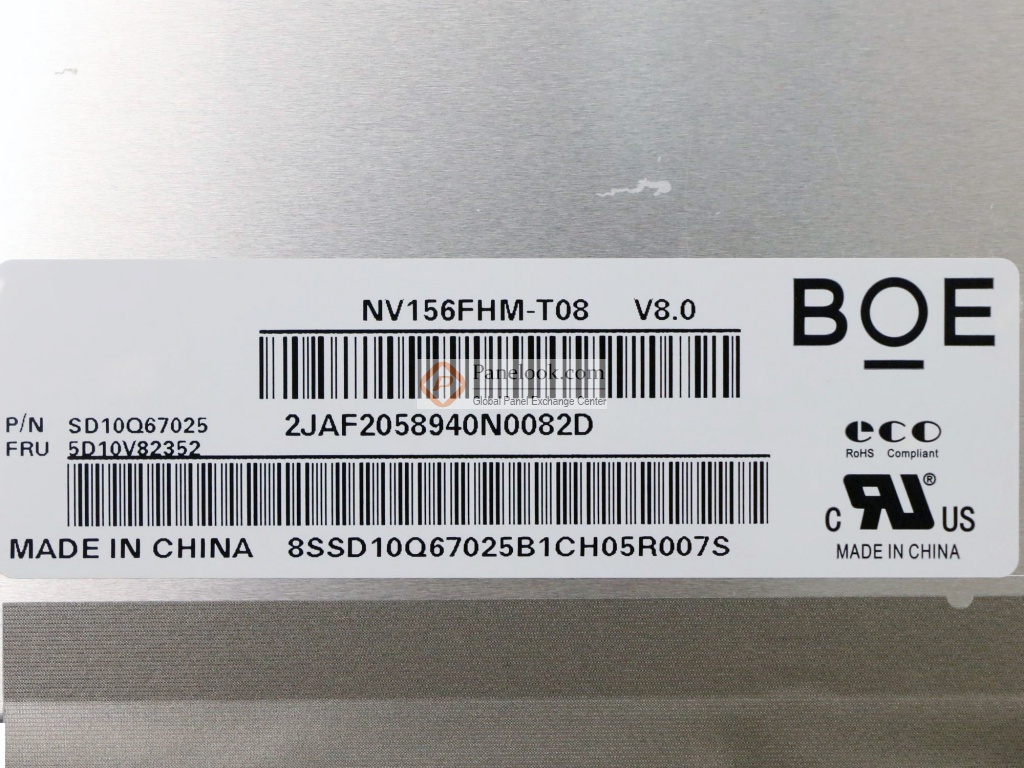 NV156FHM-T08 V8.0
BOE
Panelook.com
Global Panel Exchange Center
P/N SD10Q67025
2JAF2058940N0082D
FRU 5D10V82352
eco
RoHS Compliant
C RU ® US
MADE IN CHINA 8SSD10Q67025B1CH05R007S
MADE IN CHINA